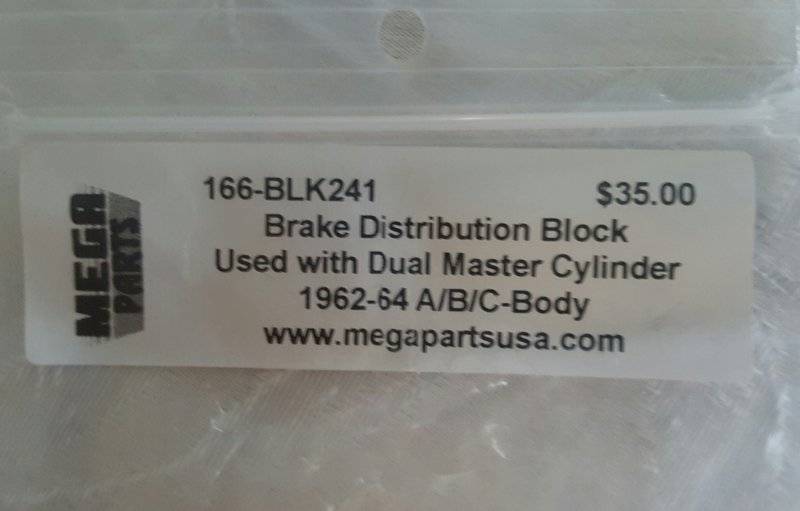 MEGA
PARTS
166-BLK241 $35.00
Brake Distribution Block
Used with Dual Master Cylinder
1962-64 A/B/C-Body
www.megapartsusa.com